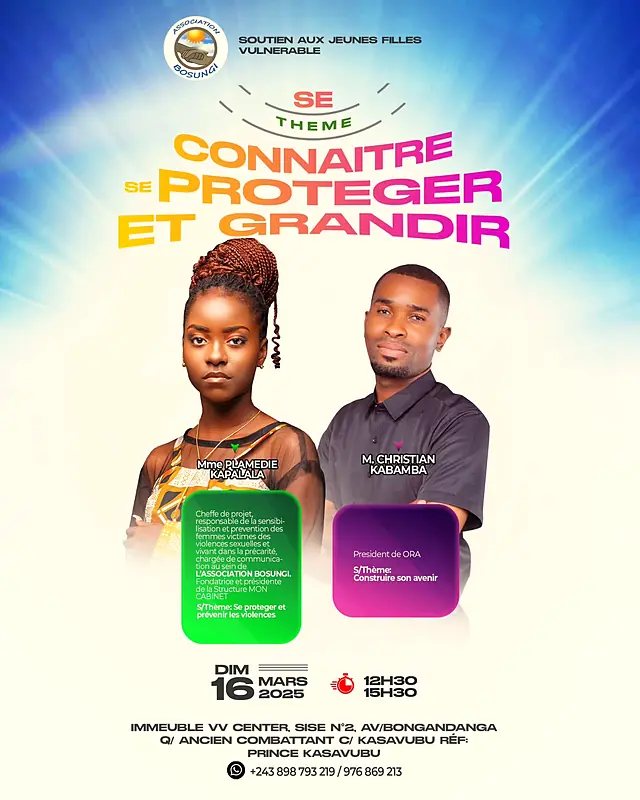 ASSOCIATION
BOSUNGI
SOUTIEN AUX JEUNES FILLES
VULNERABLE
SE
THEME
CONNAITRE
SE PROTEGER
ET GRANDIR
Mme PLAMEDIE
KAPALALA
Cheffe de projet,
responsable de la sensibi-
lisation et prevention des
femmes victimes des
violences sexuelles et
vivant dans la précarité,
chargée de communica-
tion au sein de
L'ASSOCIATION BOSUNGI.
Fondatrice et présidente
de la Structure MON
CABINET
S/Thème: Se proteger et
prévenir les violences
M. CHRISTIAN
KABAMBA
President de ORA
S/Thème:
Construire son avenir
DIM
16 MARS
2025
12H30
15H30
IMMEUBLE VV CENTER, SISE N°2, AV/BONGANDANGA
Q/ ANCIEN COMBATTANT C/ KASAVUBU RÉF:
PRINCE KASAVUBU
+243 898 793 219 / 976 869 213